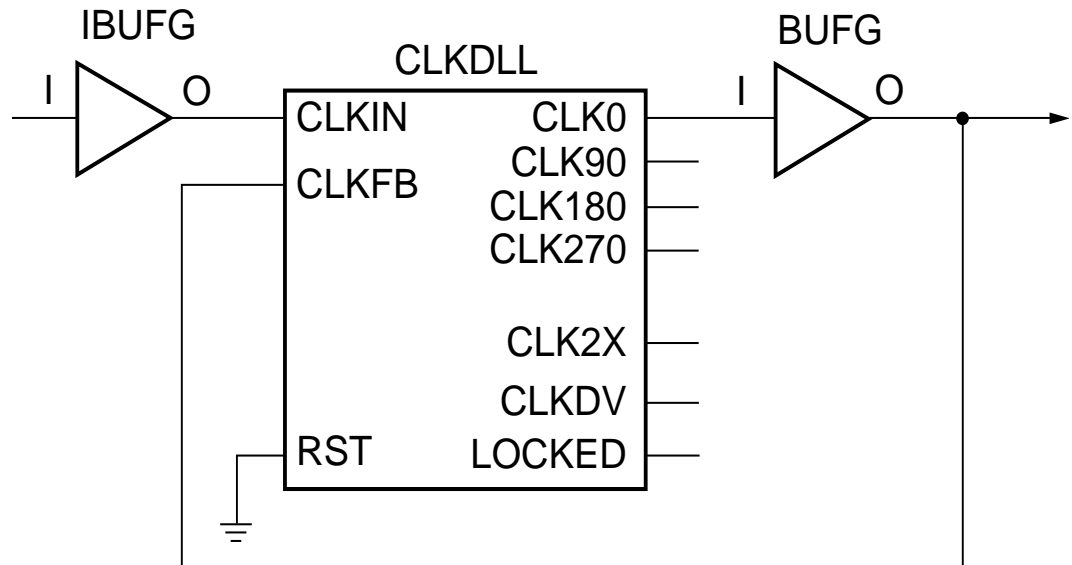 IBUFG
I
O
CLKDLL
CLKIN
CLKFB
RST
CLK0
CLK90
CLK180
CLK270
CLK2X
CLKDV
LOCKED
BUFG
I
O